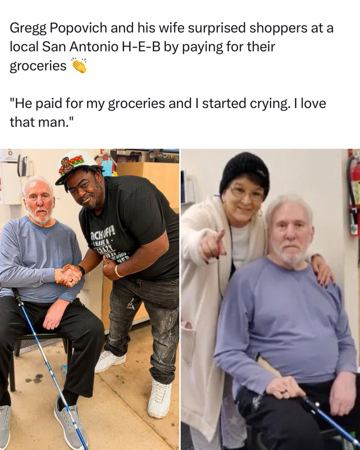 Gregg Popovich and his wife surprised shoppers at a
local San Antonio H-E-B by paying for their
groceries 👏
"He paid for my groceries and I started crying. I love
that man."